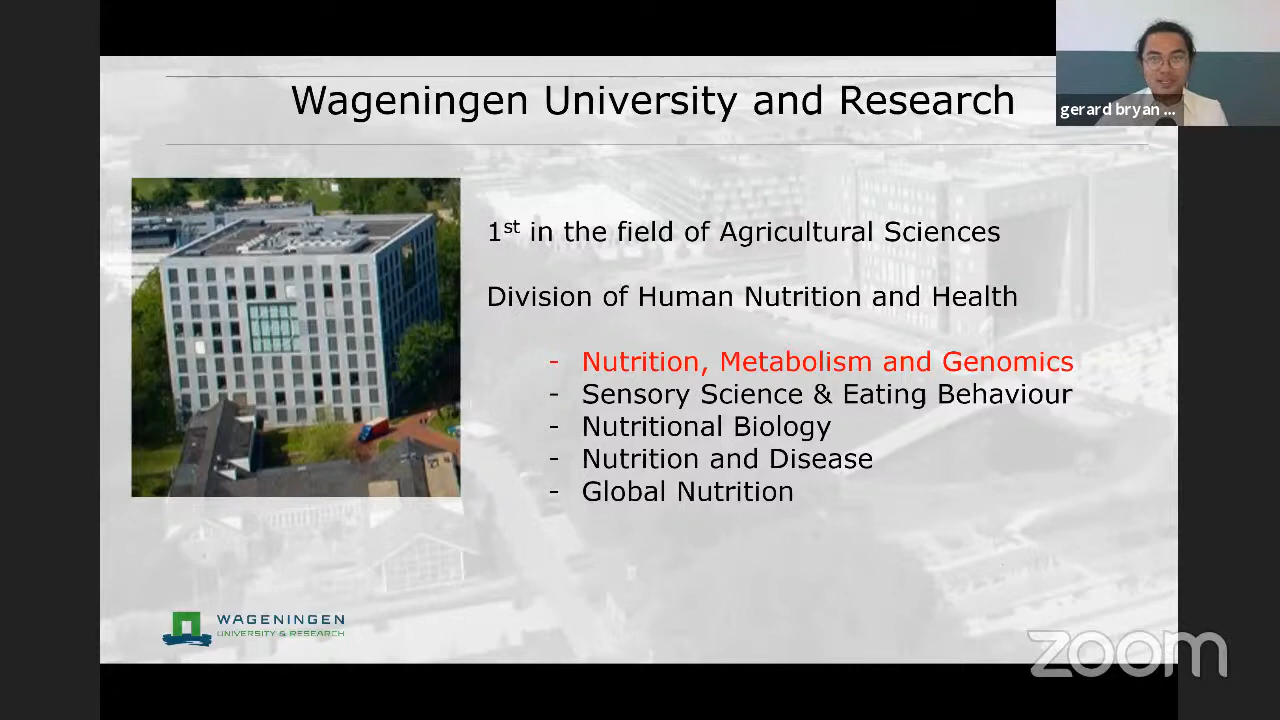 Wageningen University and Research
gerard bryan ...
1st in the field of Agricultural Sciences
Division of Human Nutrition and Health
- Nutrition, Metabolism and Genomics
- Sensory Science & Eating Behaviour
- Nutritional Biology
- Nutrition and Disease
- Global Nutrition
WAGENINGEN
UNIVERSITY & RESEARCH
zoom